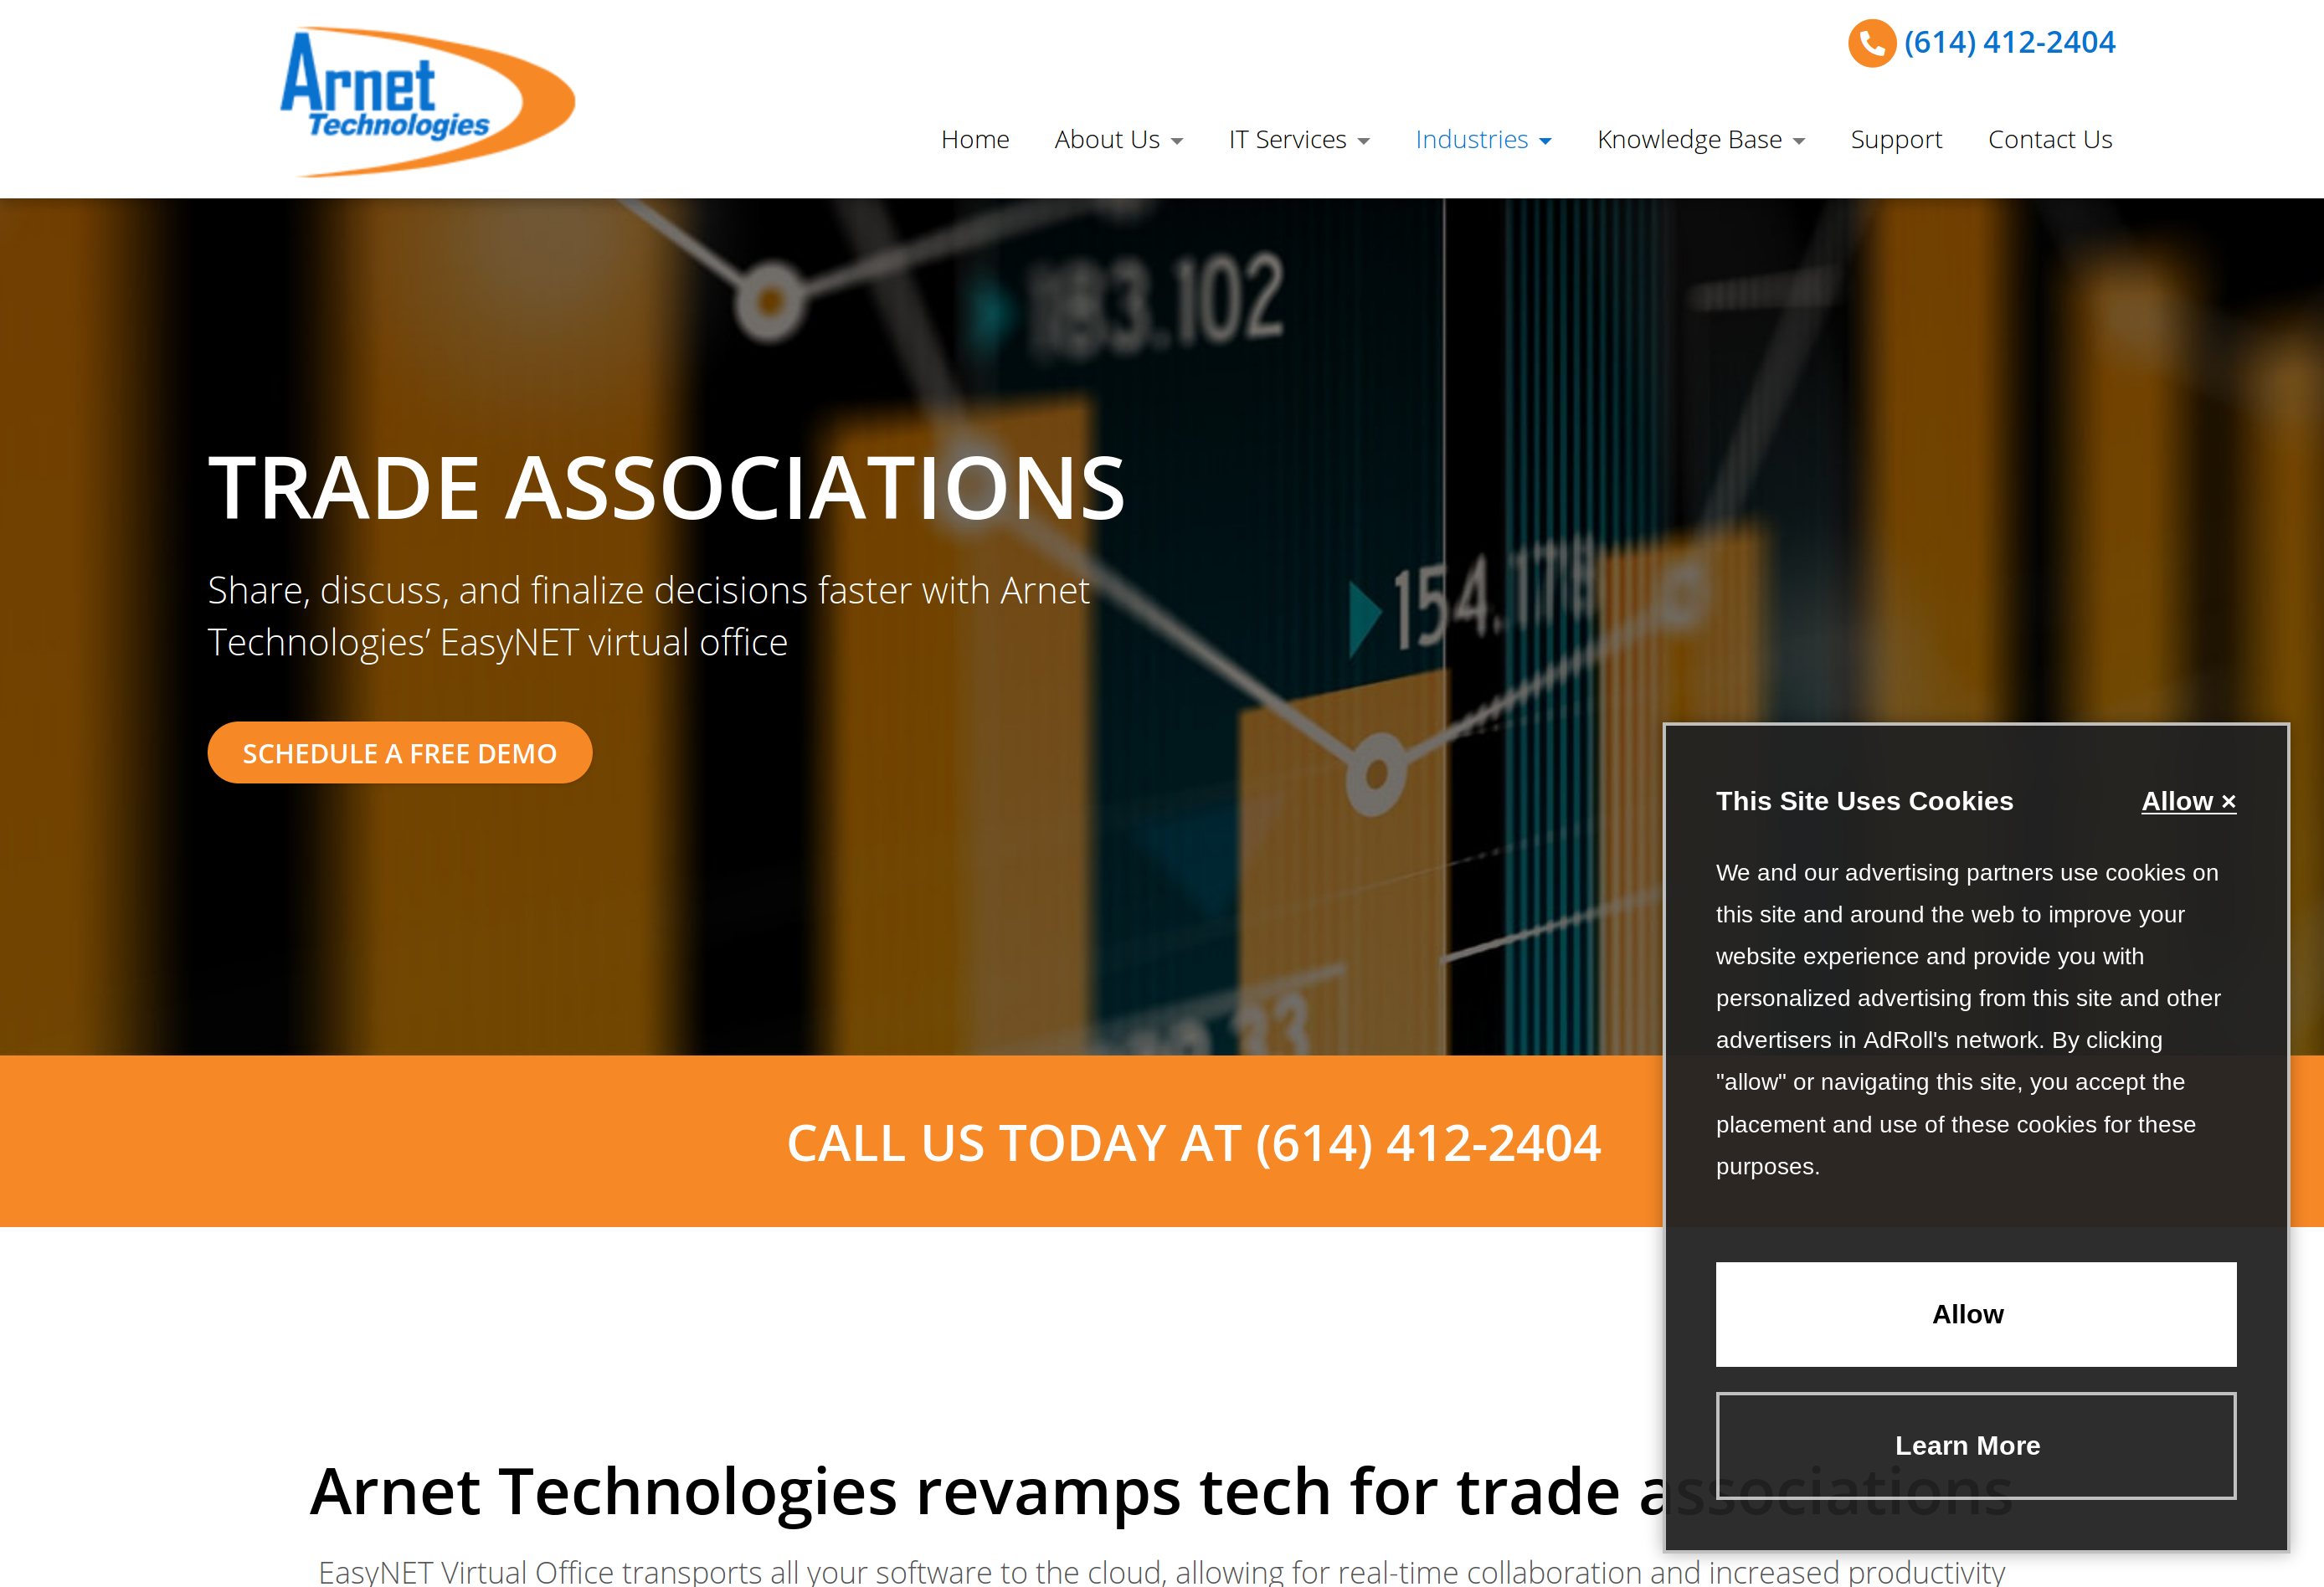 Arnet
Technologies
(614) 412-2404
Home About Us IT Services Industries Knowledge Base Support Contact Us
183.102
154.178
TRADE ASSOCIATIONS
Share, discuss, and finalize decisions faster with Arnet
Technologies’ EasyNET virtual office
SCHEDULE A FREE DEMO
This Site Uses Cookies Allow ×
We and our advertising partners use cookies on
this site and around the web to improve your
website experience and provide you with
personalized advertising from this site and other
advertisers in AdRoll's network. By clicking
"allow" or navigating this site, you accept the
placement and use of these cookies for these
purposes.
Allow
Learn More
CALL US TODAY AT (614) 412-2404
Arnet Technologies revamps tech for trade associations
EasyNET Virtual Office transports all your software to the cloud, allowing for real-time collaboration and increased productivity